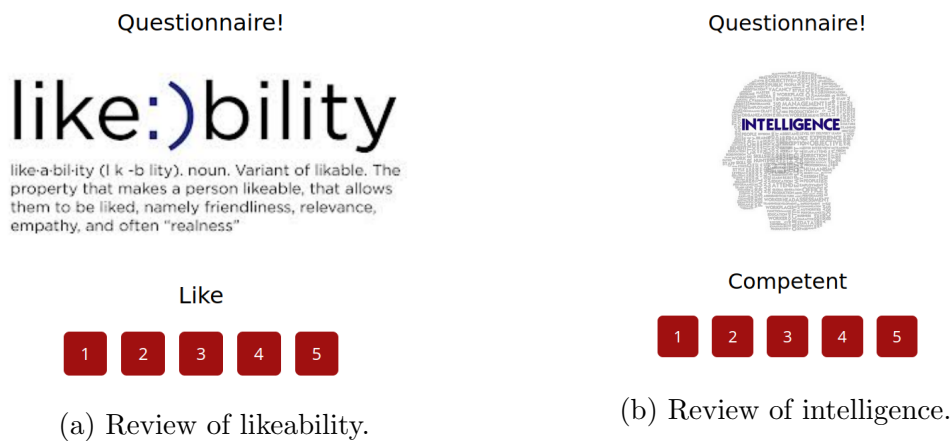 Questionnaire!
like:)bility
like·a·bil·ity (l k -b lity). noun. Variant of likable. The
property that makes a person likeable, that allows
them to be liked, namely friendliness, relevance,
empathy, and often “realness”
Like
1 2 3 4 5
(a) Review of likeability.
Questionnaire!
INTELLIGENCE
Competent
1 2 3 4 5
(b) Review of intelligence.